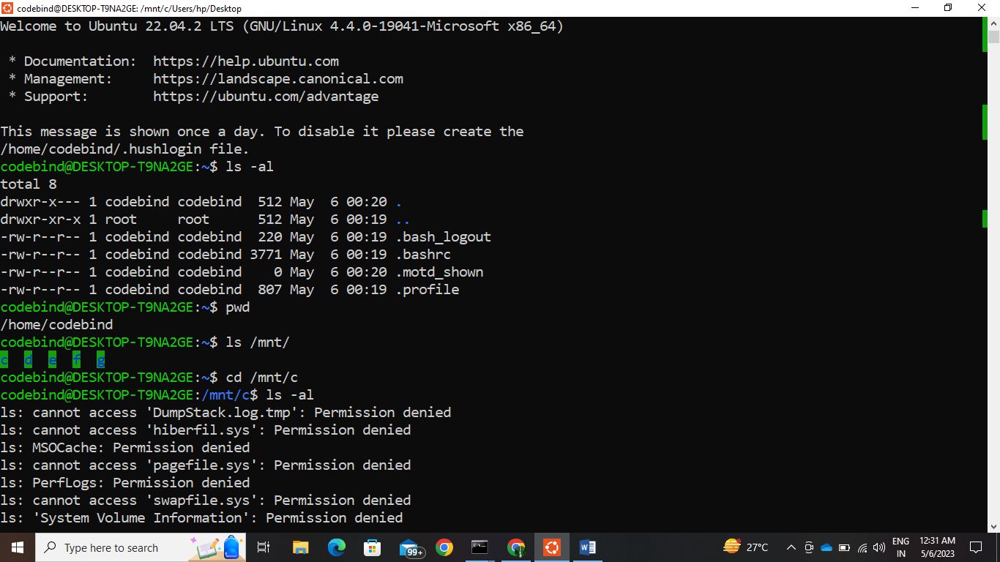 codebind@DESKTOP-T9NA2GE: /mnt/c/Users/hp/Desktop
Welcome to Ubuntu 22.04.2 LTS (GNU/Linux 4.4.0-19041-Microsoft x86_64)
* Documentation:  https://help.ubuntu.com
* Management:     https://landscape.canonical.com
* Support:        https://ubuntu.com/advantage
This message is shown once a day. To disable it please create the
/home/codebind/.hushlogin file.
codebind@DESKTOP-T9NA2GE:~$ ls -al
total 8
drwxr-x--- 1 codebind codebind  512 May  6 00:20 .
drwxr-xr-x 1 root     root      512 May  6 00:19 ..
-rw-r--r-- 1 codebind codebind  220 May  6 00:19 .bash_logout
-rw-r--r-- 1 codebind codebind 3771 May  6 00:19 .bashrc
-rw-r--r-- 1 codebind codebind    0 May  6 00:20 .motd_shown
-rw-r--r-- 1 codebind codebind  807 May  6 00:19 .profile
codebind@DESKTOP-T9NA2GE:~$ pwd
/home/codebind
codebind@DESKTOP-T9NA2GE:~$ ls /mnt/
c  d  e  f  g
codebind@DESKTOP-T9NA2GE:~$ cd /mnt/c
codebind@DESKTOP-T9NA2GE:/mnt/c$ ls -al
ls: cannot access 'DumpStack.log.tmp': Permission denied
ls: cannot access 'hiberfil.sys': Permission denied
ls: MSOCache: Permission denied
ls: cannot access 'pagefile.sys': Permission denied
ls: PerfLogs: Permission denied
ls: cannot access 'swapfile.sys': Permission denied
ls: 'System Volume Information': Permission denied
Type here to search
99+
27°C
ENG
IN
12:31 AM
5/6/2023